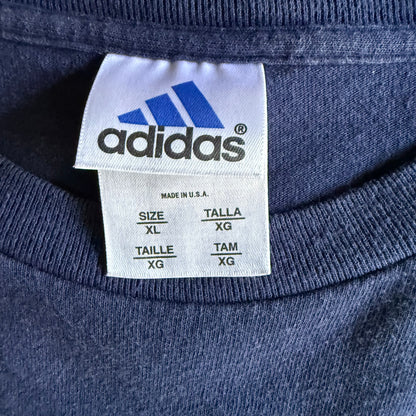 adidas®
MADE IN U.S.A.
SIZE TALLA
XL XG
TAILLE TAM
XG XG